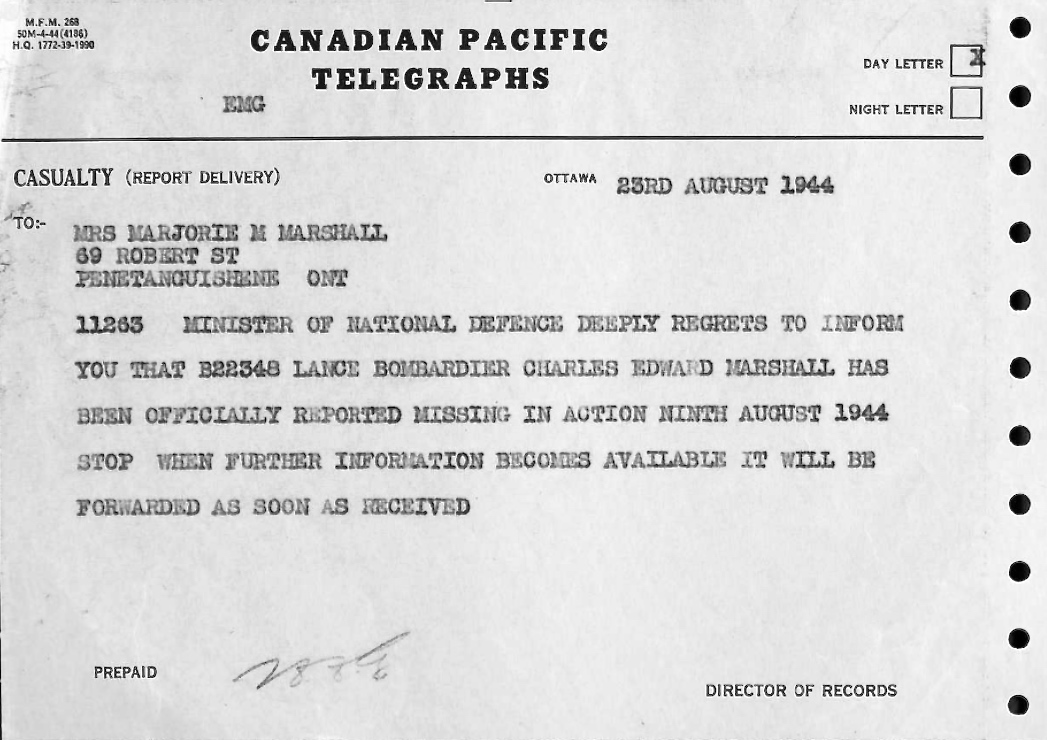 M.F.M. 268
50M-4-44 (4186)
H.Q. 1772-39-1990
CANADIAN PACIFIC
TELEGRAPHS
EMG
DAY LETTER X
NIGHT LETTER
CASUALTY (REPORT DELIVERY)
OTTAWA 23RD AUGUST 1944
TO:-
MRS MARJORIE M MARSHALL
69 ROBERT ST
PENETANGUISHENE ONT
11263 MINISTER OF NATIONAL DEFENCE DEEPLY REGRETS TO INFORM
YOU THAT B22348 LANCE BOMBARDIER CHARLES EDWARD MARSHALL HAS
BEEN OFFICIALLY REPORTED MISSING IN ACTION NINTH AUGUST 1944
STOP WHEN FURTHER INFORMATION BECOMES AVAILABLE IT WILL BE
FORWARDED AS SOON AS RECEIVED
PREPAID
DIRECTOR OF RECORDS